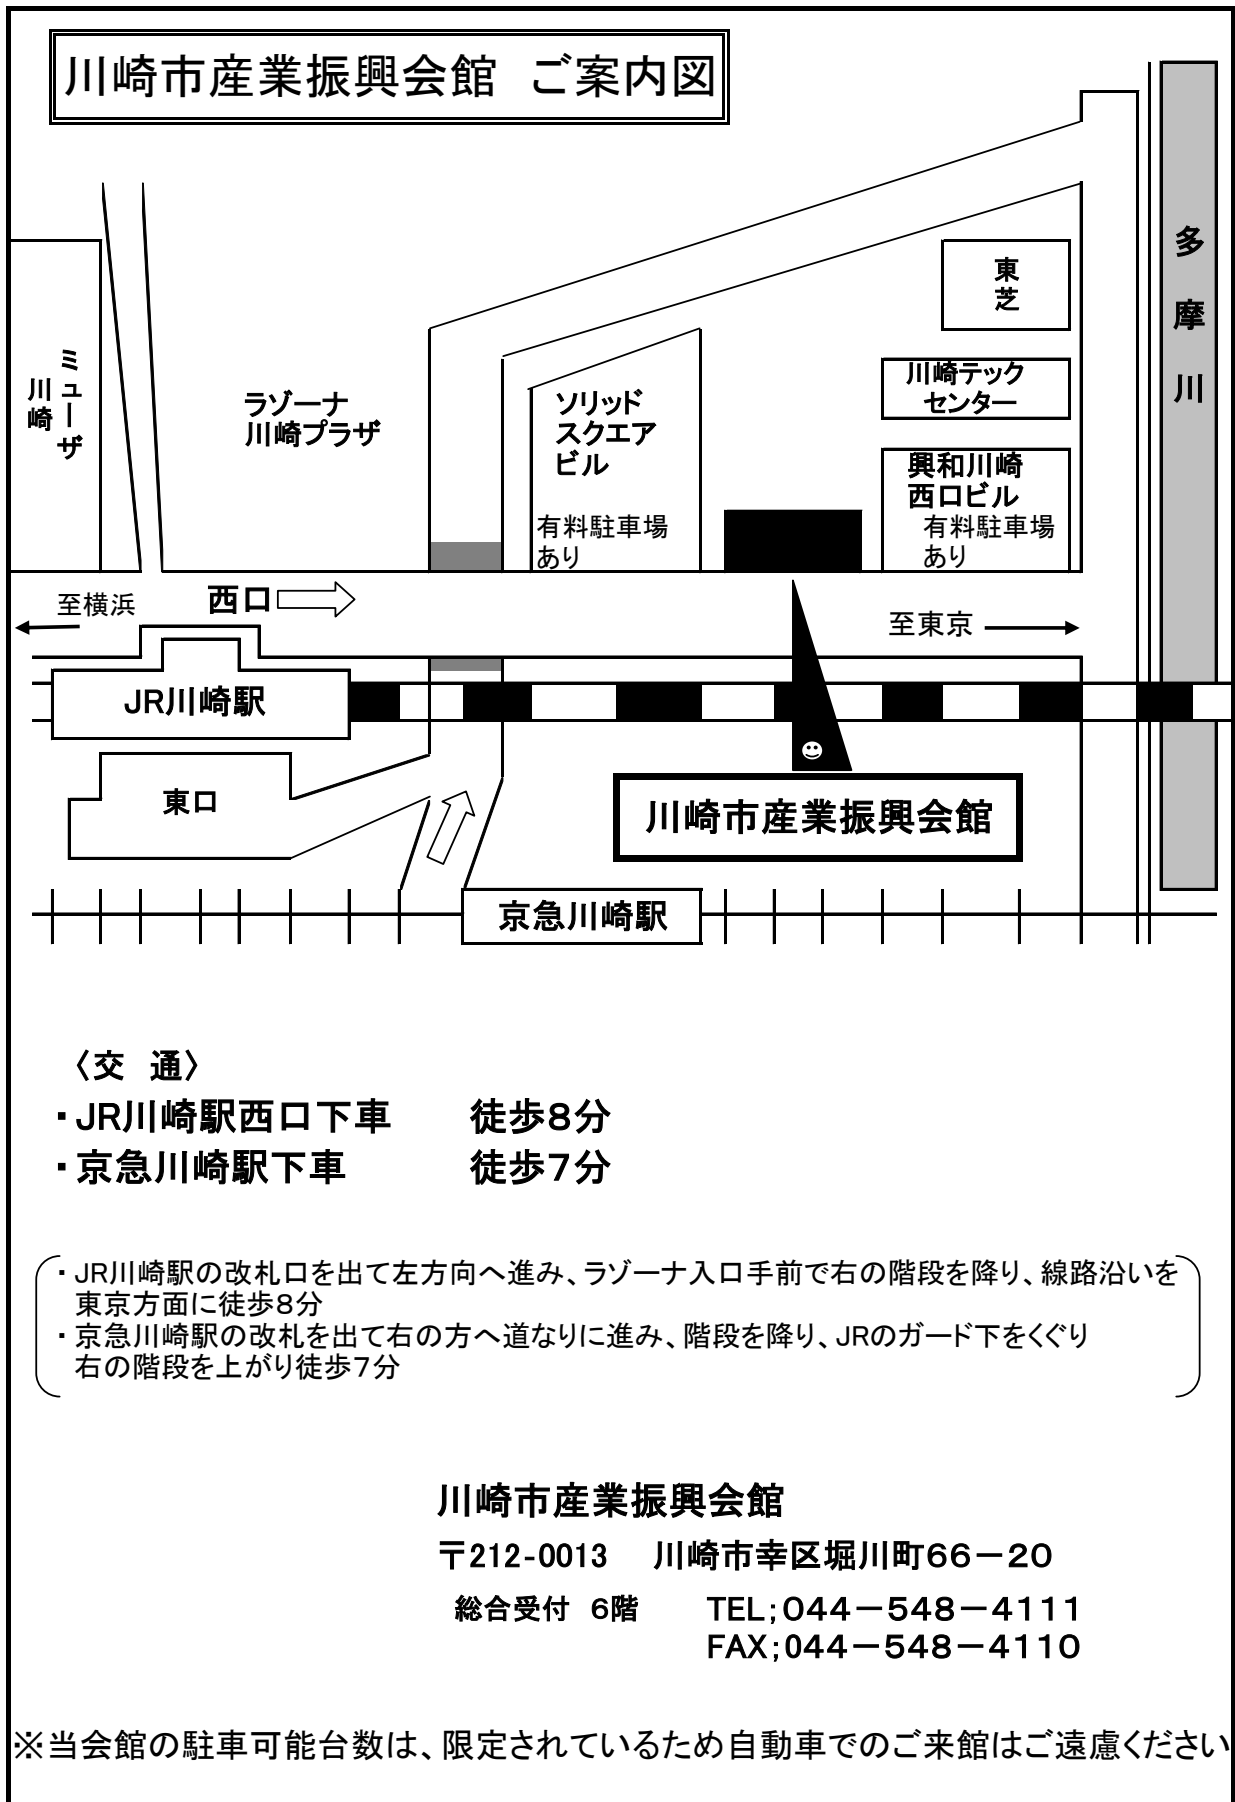 川崎市産業振興会館　ご案内図
多摩川
東芝
ミューザ
川崎
ラゾーナ
川崎プラザ
ソリッド
スクエア
ビル
有料駐車場
あり
川崎テック
センター
興和川崎
西口ビル
有料駐車場
あり
至横浜
西口
至東京
JR川崎駅
東口
川崎市産業振興会館
京急川崎駅
〈交　通〉
・JR川崎駅西口下車　　徒歩８分
・京急川崎駅下車　　　徒歩７分
・JR川崎駅の改札口を出て左方向へ進み、ラゾーナ入口手前で右の階段を降り、線路沿いを
東京方面に徒歩８分
・京急川崎駅の改札を出て右の方へ道なりに進み、階段を降り、JRのガード下をくぐり
右の階段を上がり徒歩７分
川崎市産業振興会館
〒212-0013　川崎市幸区堀川町６６－２０
総合受付　６階　　TEL；０４４－５４８－４１１１
FAX；０４４－５４８－４１１０
※当会館の駐車可能台数は、限定されているため自動車でのご来館はご遠慮ください